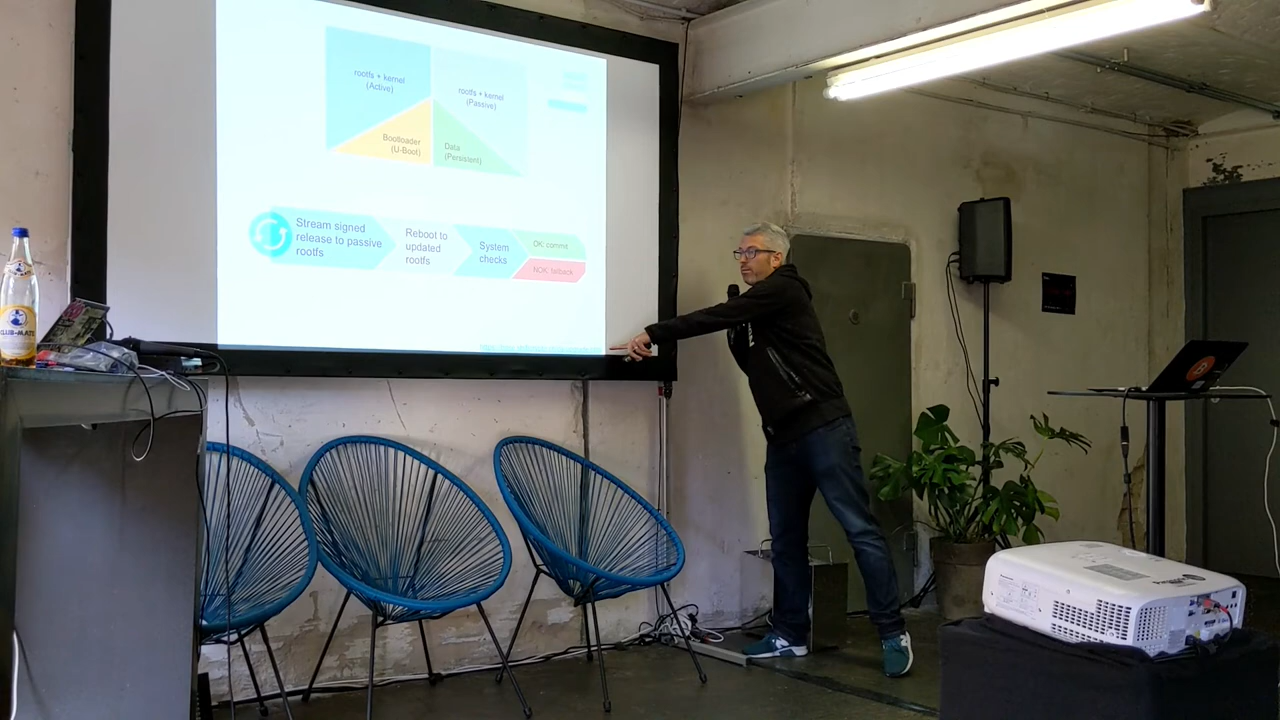 rootfs + kernel
(Active)
rootfs + kernel
(Passive)
Bootloader
(U-Boot)
Data
(Persistent)
Stream signed
release to passive
rootfs
Reboot to
updated
rootfs
System
checks
OK: commit
NOK: fallback
CLUB-MATE
Panasonic